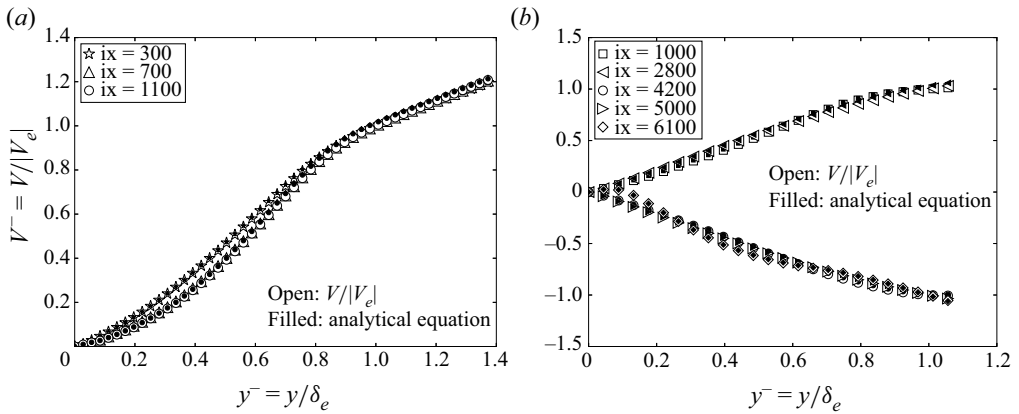 (a)
1.4
1.2
1.0
0.8
0.6
0.4
0.2
V⁻ = V/|Vₑ|
ix = 300
ix = 700
ix = 1100
Open: V/|Vₑ|
Filled: analytical equation
0 0.2 0.4 0.6 0.8 1.0 1.2 1.4
y⁻ = y/δₑ
(b)
1.5
1.0
0.5
0
−0.5
−1.0
−1.5
ix = 1000
ix = 2800
ix = 4200
ix = 5000
ix = 6100
Open: V/|Vₑ|
Filled: analytical equation
0 0.2 0.4 0.6 0.8 1.0 1.2
y⁻ = y/δₑ